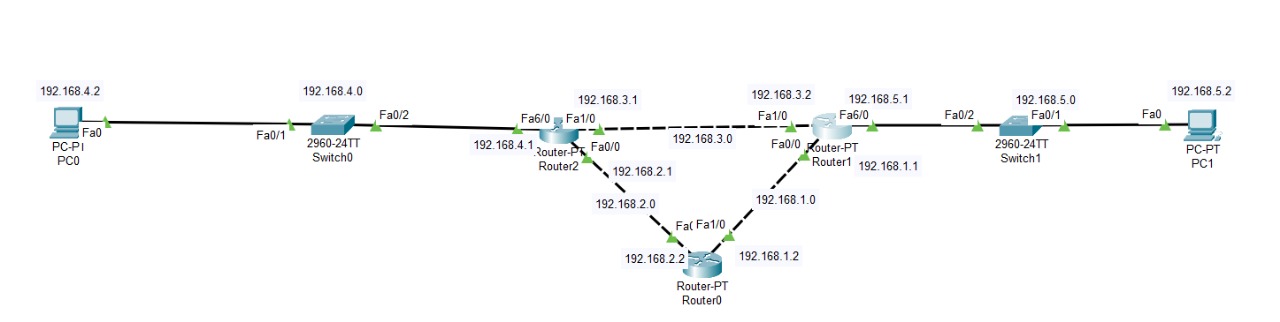 192.168.4.2
Fa0
PC-PT
PC0
Fa0/1
192.168.4.0
2960-24TT
Switch0
Fa0/2
Fa6/0
192.168.4.1
Fa1/0
192.168.3.1
Router-PT
Router2
Fa0/0
192.168.3.0
192.168.3.2
Fa1/0
Fa0/0
Router-PT
Router1
Fa6/0
192.168.5.1
192.168.1.1
Fa0/2
192.168.5.0
Fa0/1
2960-24TT
Switch1
Fa0
192.168.5.2
PC-PT
PC1
192.168.2.1
192.168.2.0
192.168.1.0
Fa1/0
192.168.2.2
192.168.1.2
Router-PT
Router0